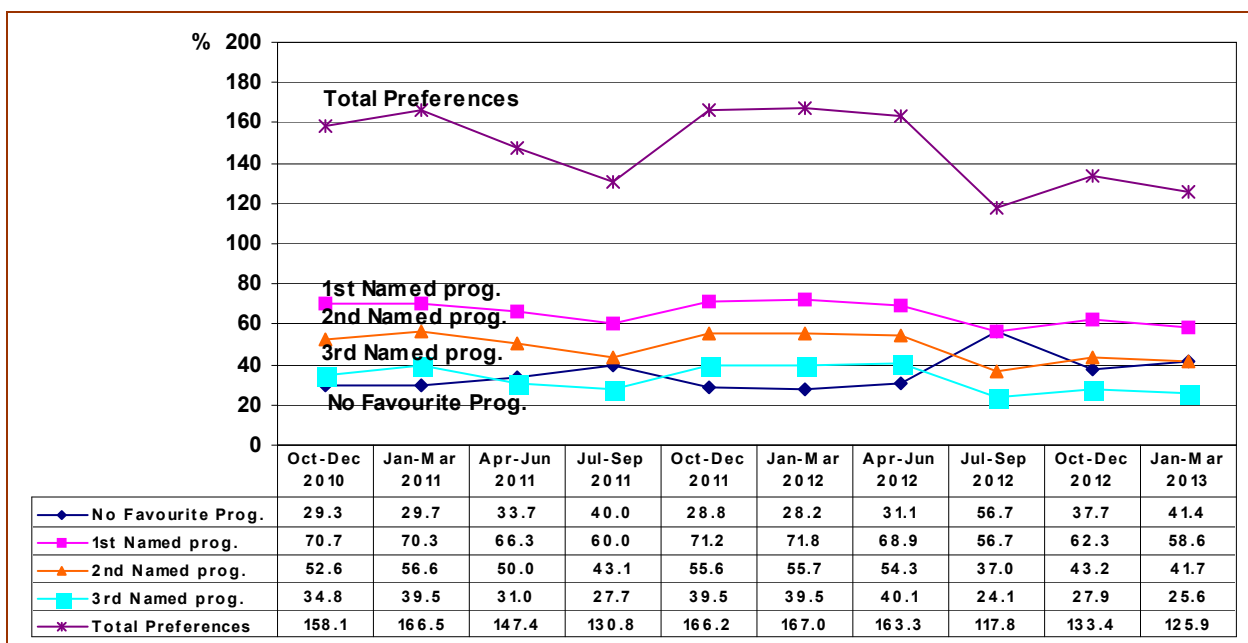 % 200
180
Total Preferences
160
140
120
100
80
1st Named prog.
60
2nd Named prog.
3rd Named prog.
40
No Favourite Prog.
20
0
Oct-Dec 2010 Jan-Mar 2011 Apr-Jun 2011 Jul-Sep 2011 Oct-Dec 2011 Jan-Mar 2012 Apr-Jun 2012 Jul-Sep 2012 Oct-Dec 2012 Jan-Mar 2013
No Favourite Prog. 29.3 29.7 33.7 40.0 28.8 28.2 31.1 56.7 37.7 41.4
1st Named prog. 70.7 70.3 66.3 60.0 71.2 71.8 68.9 56.7 62.3 58.6
2nd Named prog. 52.6 56.6 50.0 43.1 55.6 55.7 54.3 37.0 43.2 41.7
3rd Named prog. 34.8 39.5 31.0 27.7 39.5 39.5 40.1 24.1 27.9 25.6
Total Preferences 158.1 166.5 147.4 130.8 166.2 167.0 163.3 117.8 133.4 125.9